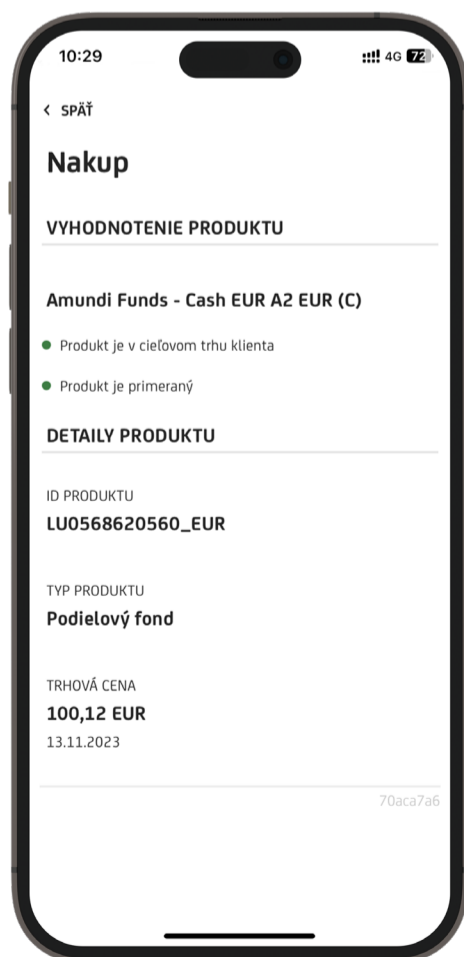 10:29
4G 72
< SPÄŤ
Nakup
VYHODNOTENIE PRODUKTU
Amundi Funds - Cash EUR A2 EUR (C)
Produkt je v cieľovom trhu klienta
Produkt je primeraný
DETAILY PRODUKTU
ID PRODUKTU
LU0568620560_EUR
TYP PRODUKTU
Podielový fond
TRHOVÁ CENA
100,12 EUR
13.11.2023
70aca7a6